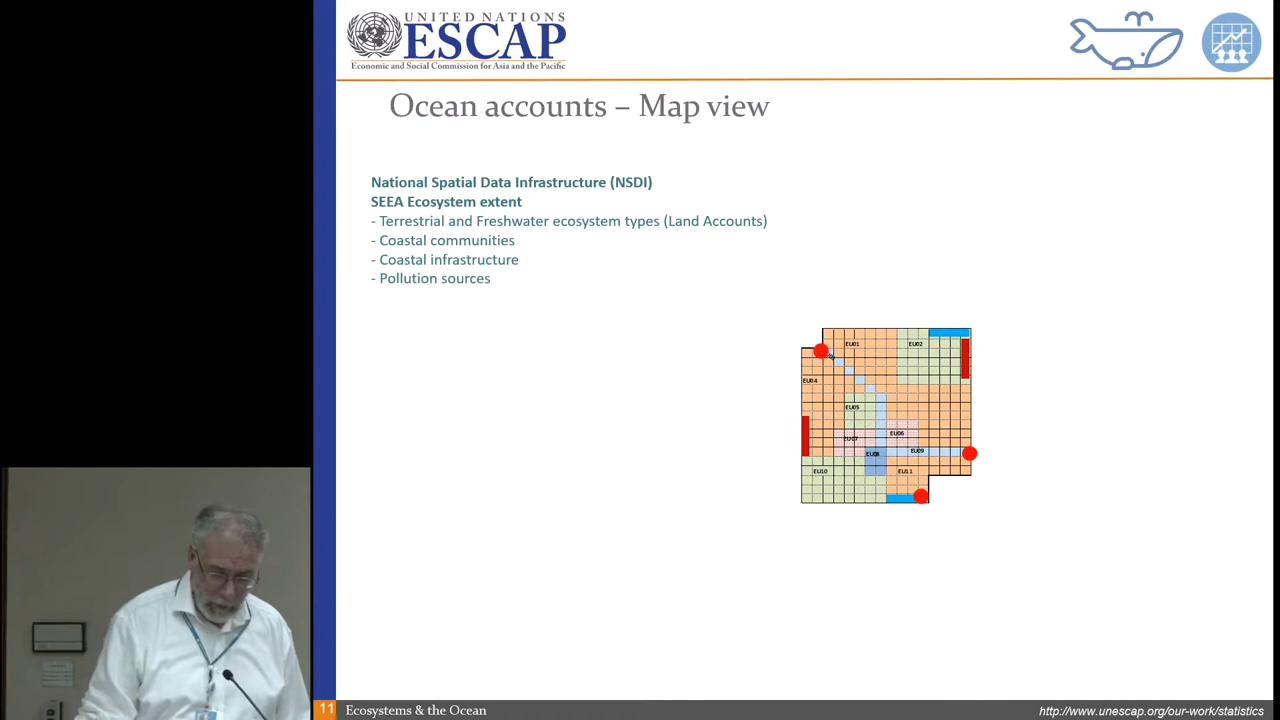 UNITED NATIONS
ESCAP
Economic and Social Commission for Asia and the Pacific
Ocean accounts – Map view
National Spatial Data Infrastructure (NSDI)
SEEA Ecosystem extent
- Terrestrial and Freshwater ecosystem types (Land Accounts)
- Coastal communities
- Coastal infrastructure
- Pollution sources
EU01
EU02
EU04
EU05
EU06
EU07
EU08
EU09
EU10
EU11
11 Ecosystems & the Ocean
http://www.unescap.org/our-work/statistics